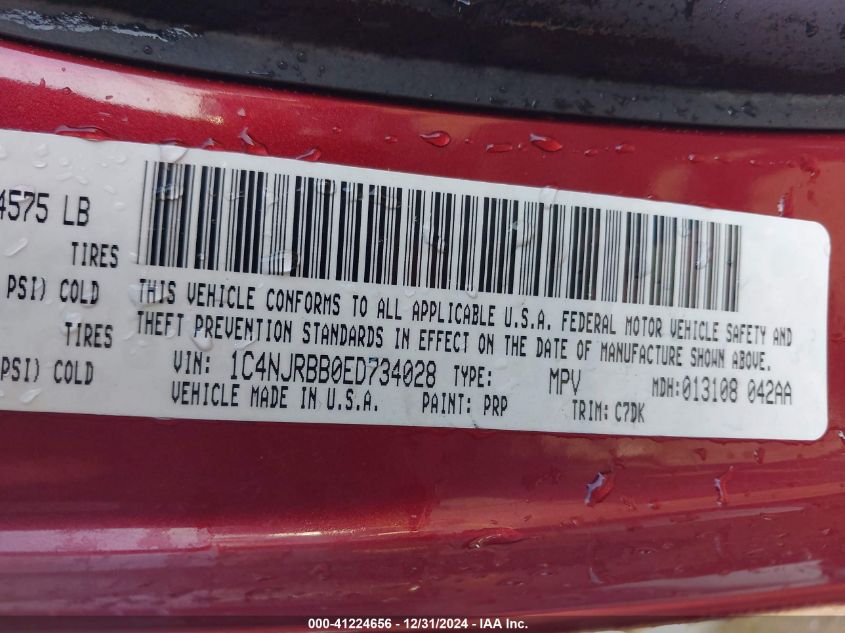 4575 LB
TIRES
PSI) COLD
TIRES
PSI) COLD
THIS VEHICLE CONFORMS TO ALL APPLICABLE U.S.A. FEDERAL MOTOR VEHICLE SAFETY AND
THEFT PREVENTION STANDARDS IN EFFECT ON THE DATE OF MANUFACTURE SHOWN ABOVE.
VIN: 1C4NJRBB0ED734028 TYPE: MPV MDH:013108 042AA
VEHICLE MADE IN U.S.A. PAINT: PRP TRIM: C7DK
000-41224656 - 12/31/2024 - IAA Inc.